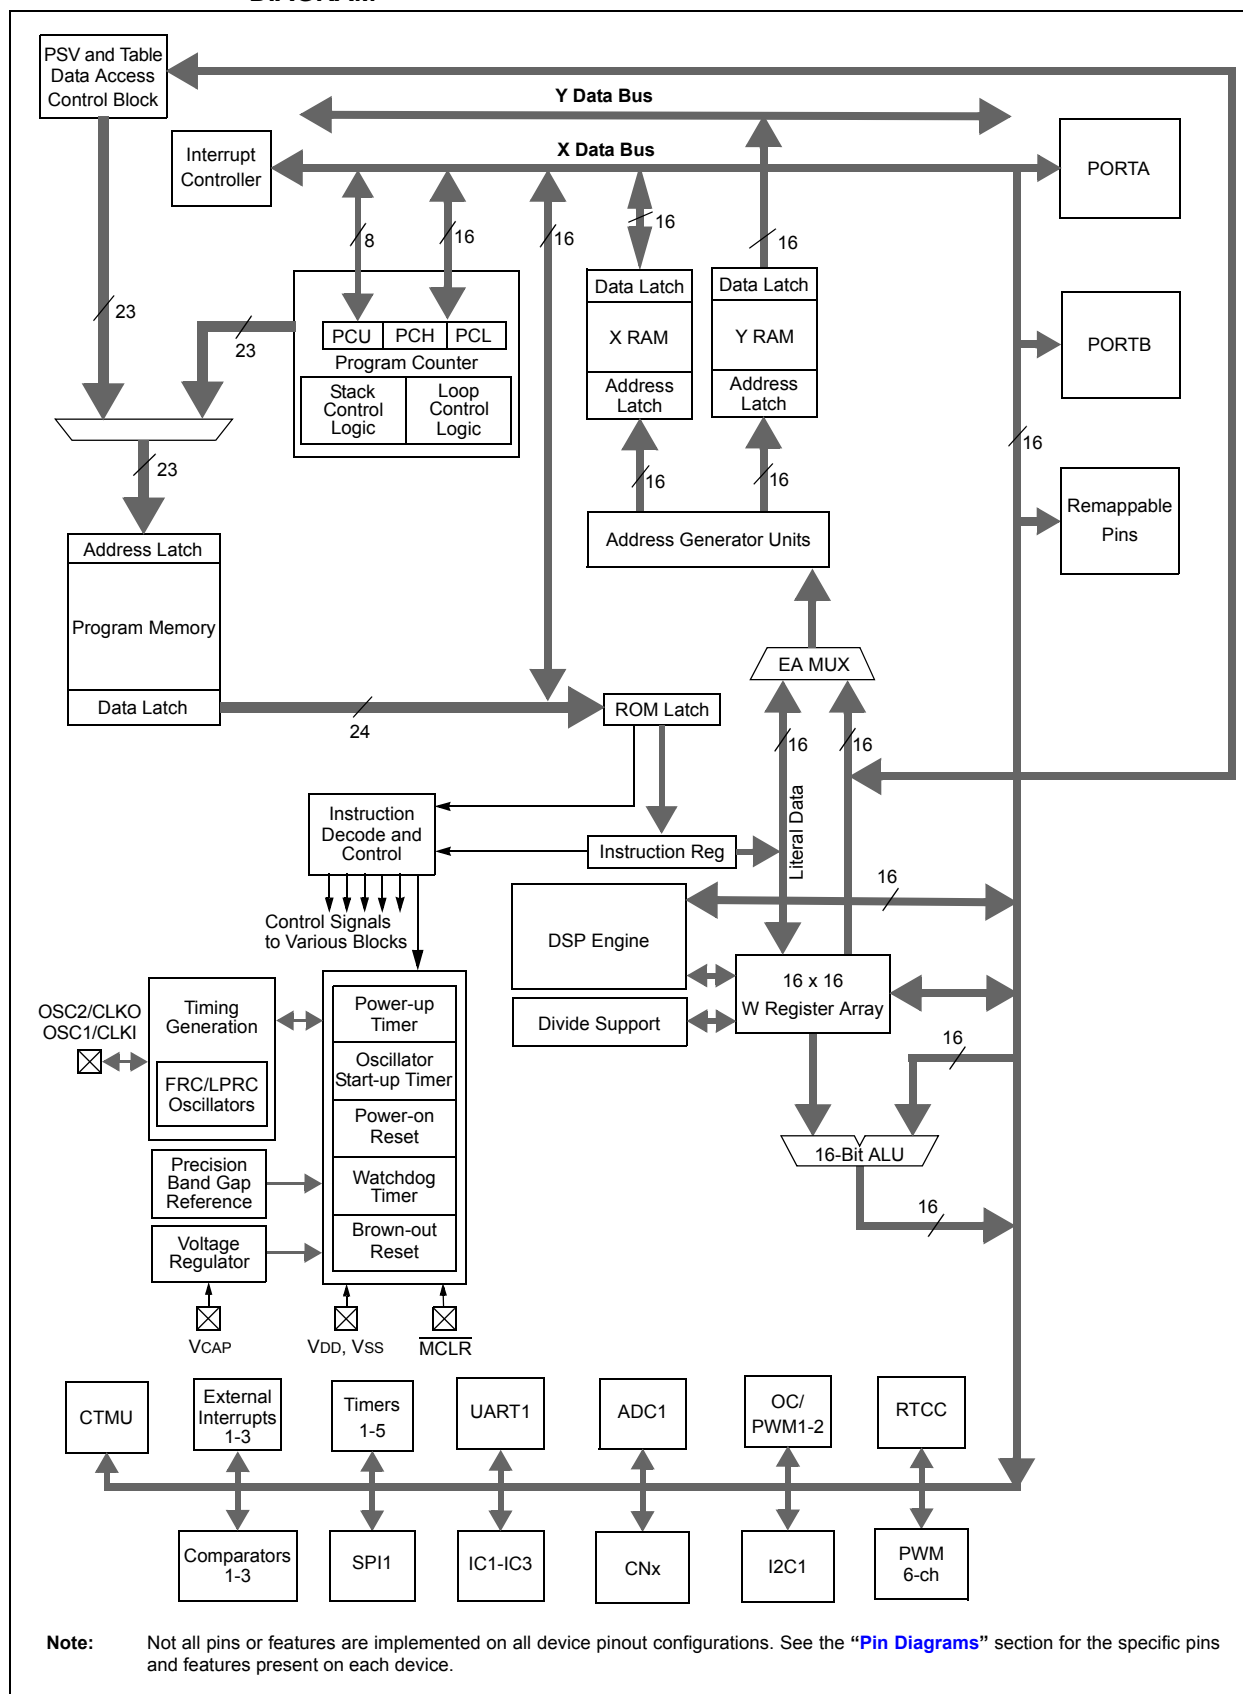 PSV and Table
Data Access
Control Block
Y Data Bus
X Data Bus
Interrupt
Controller
PORTA
8
16
16
16
16
23
23
Data Latch
X RAM
Address
Latch
Data Latch
Y RAM
Address
Latch
PCU
PCH
PCL
Program Counter
Stack
Control
Logic
Loop
Control
Logic
PORTB
16
23
16
16
Address Generator Units
Remappable
Pins
Address Latch
Program Memory
Data Latch
24
EA MUX
ROM Latch
16
16
Literal Data
Instruction
Decode and
Control
Instruction Reg
Control Signals
to Various Blocks
16
DSP Engine
16 x 16
W Register Array
Divide Support
OSC2/CLKO
OSC1/CLKI
Timing
Generation
FRC/LPRC
Oscillators
Power-up
Timer
Oscillator
Start-up Timer
Power-on
Reset
Watchdog
Timer
Brown-out
Reset
16
16-Bit ALU
16
Precision
Band Gap
Reference
Voltage
Regulator
VCAP
VDD, VSS
MCLR
CTMU
External
Interrupts
1-3
Timers
1-5
UART1
ADC1
OC/
PWM1-2
RTCC
Comparators
1-3
SPI1
IC1-IC3
CNx
I2C1
PWM
6-ch
Note: Not all pins or features are implemented on all device pinout configurations. See the “Pin Diagrams” section for the specific pins
and features present on each device.